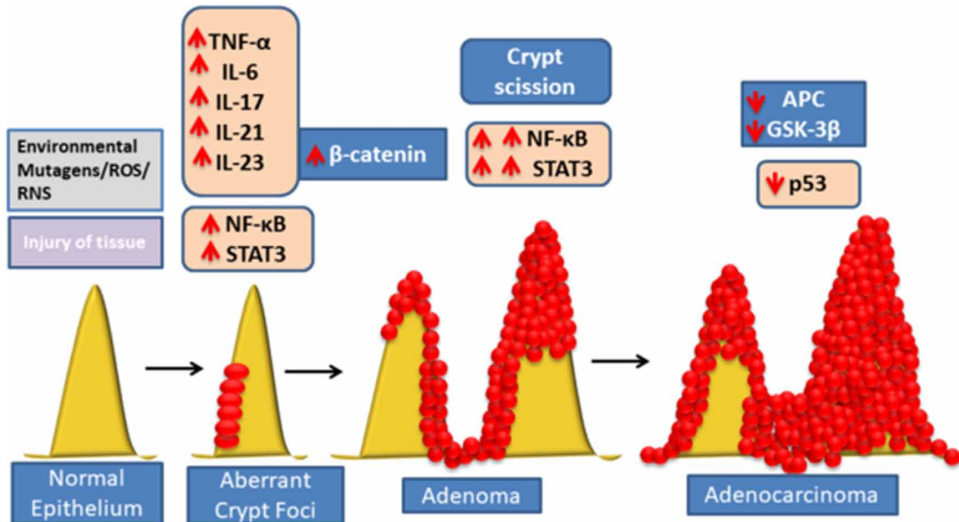 Environmental
Mutagens/ROS/
RNS
Injury of tissue
TNF-α
IL-6
IL-17
IL-21
IL-23
NF-κB
STAT3
β-catenin
Crypt
scission
NF-κB
STAT3
APC
GSK-3β
p53
Normal
Epithelium
Aberrant
Crypt Foci
Adenoma
Adenocarcinoma